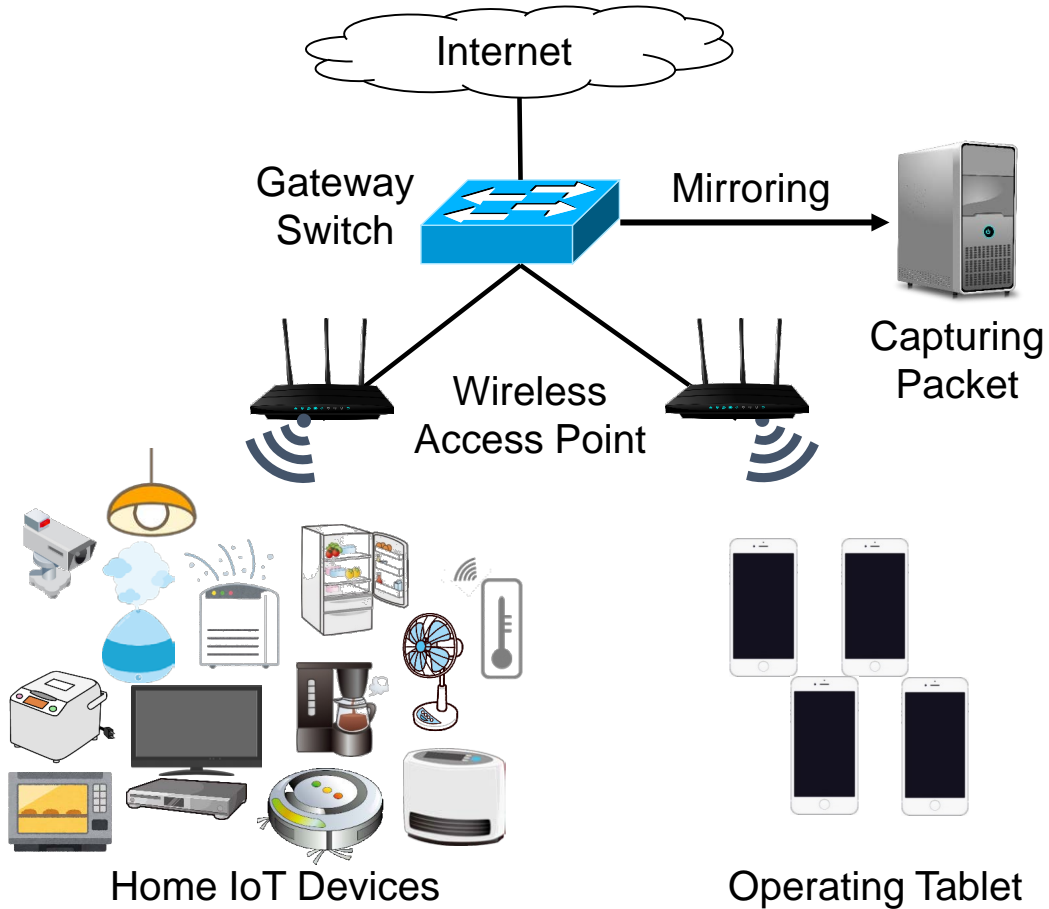 Internet
Gateway
Switch
Mirroring
Capturing
Packet
Wireless
Access Point
Home IoT Devices
Operating Tablet